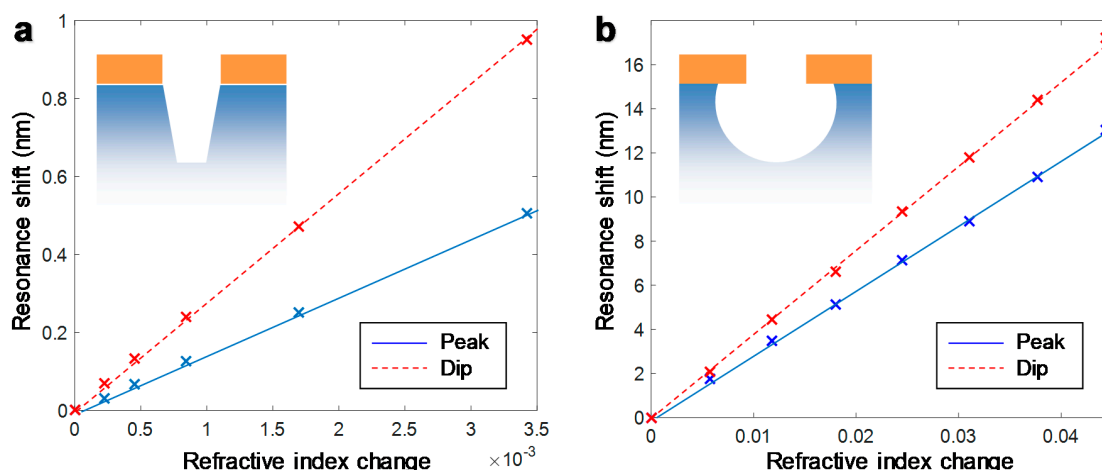 a
Resonance shift (nm)
1
0.8
0.6
0.4
0.2
0
0
0.5
1
1.5
2
2.5
3
3.5
× 10⁻³
Refractive index change
Peak
Dip
b
Resonance shift (nm)
16
14
12
10
8
6
4
2
0
0
0.01
0.02
0.03
0.04
Refractive index change
Peak
Dip